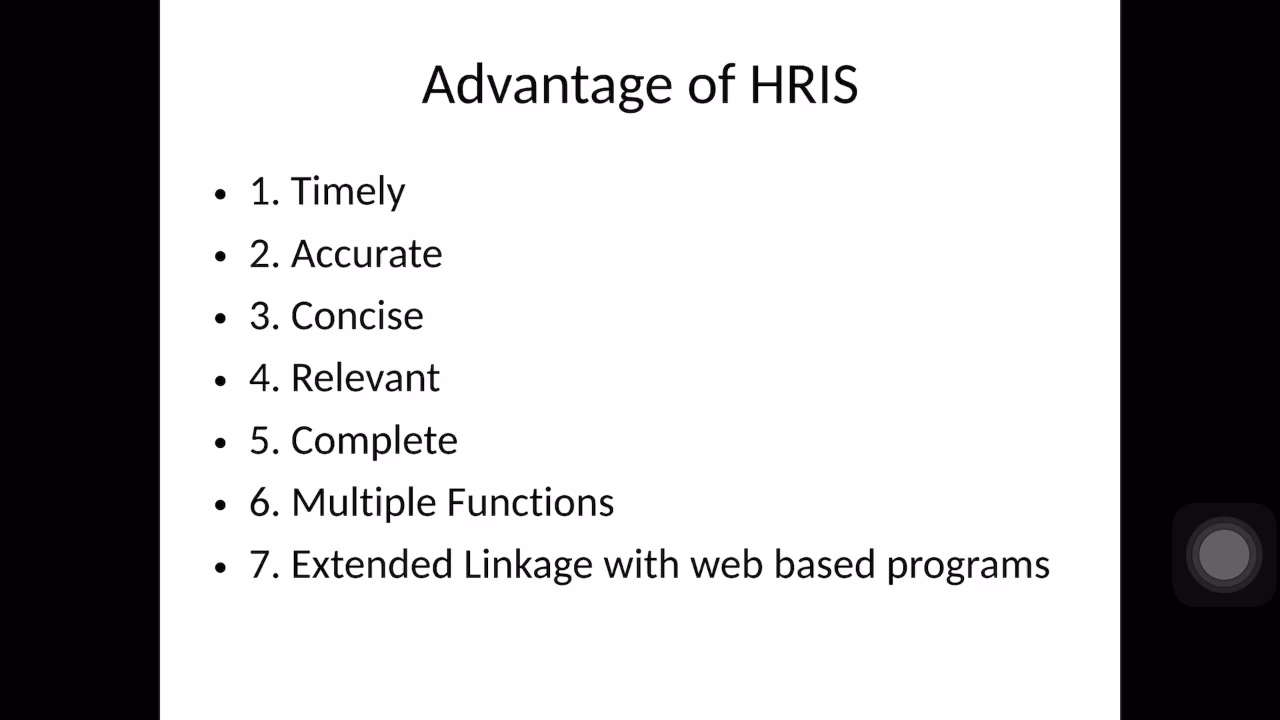 Advantage of HRIS
• 1. Timely
• 2. Accurate
• 3. Concise
• 4. Relevant
• 5. Complete
• 6. Multiple Functions
• 7. Extended Linkage with web based programs